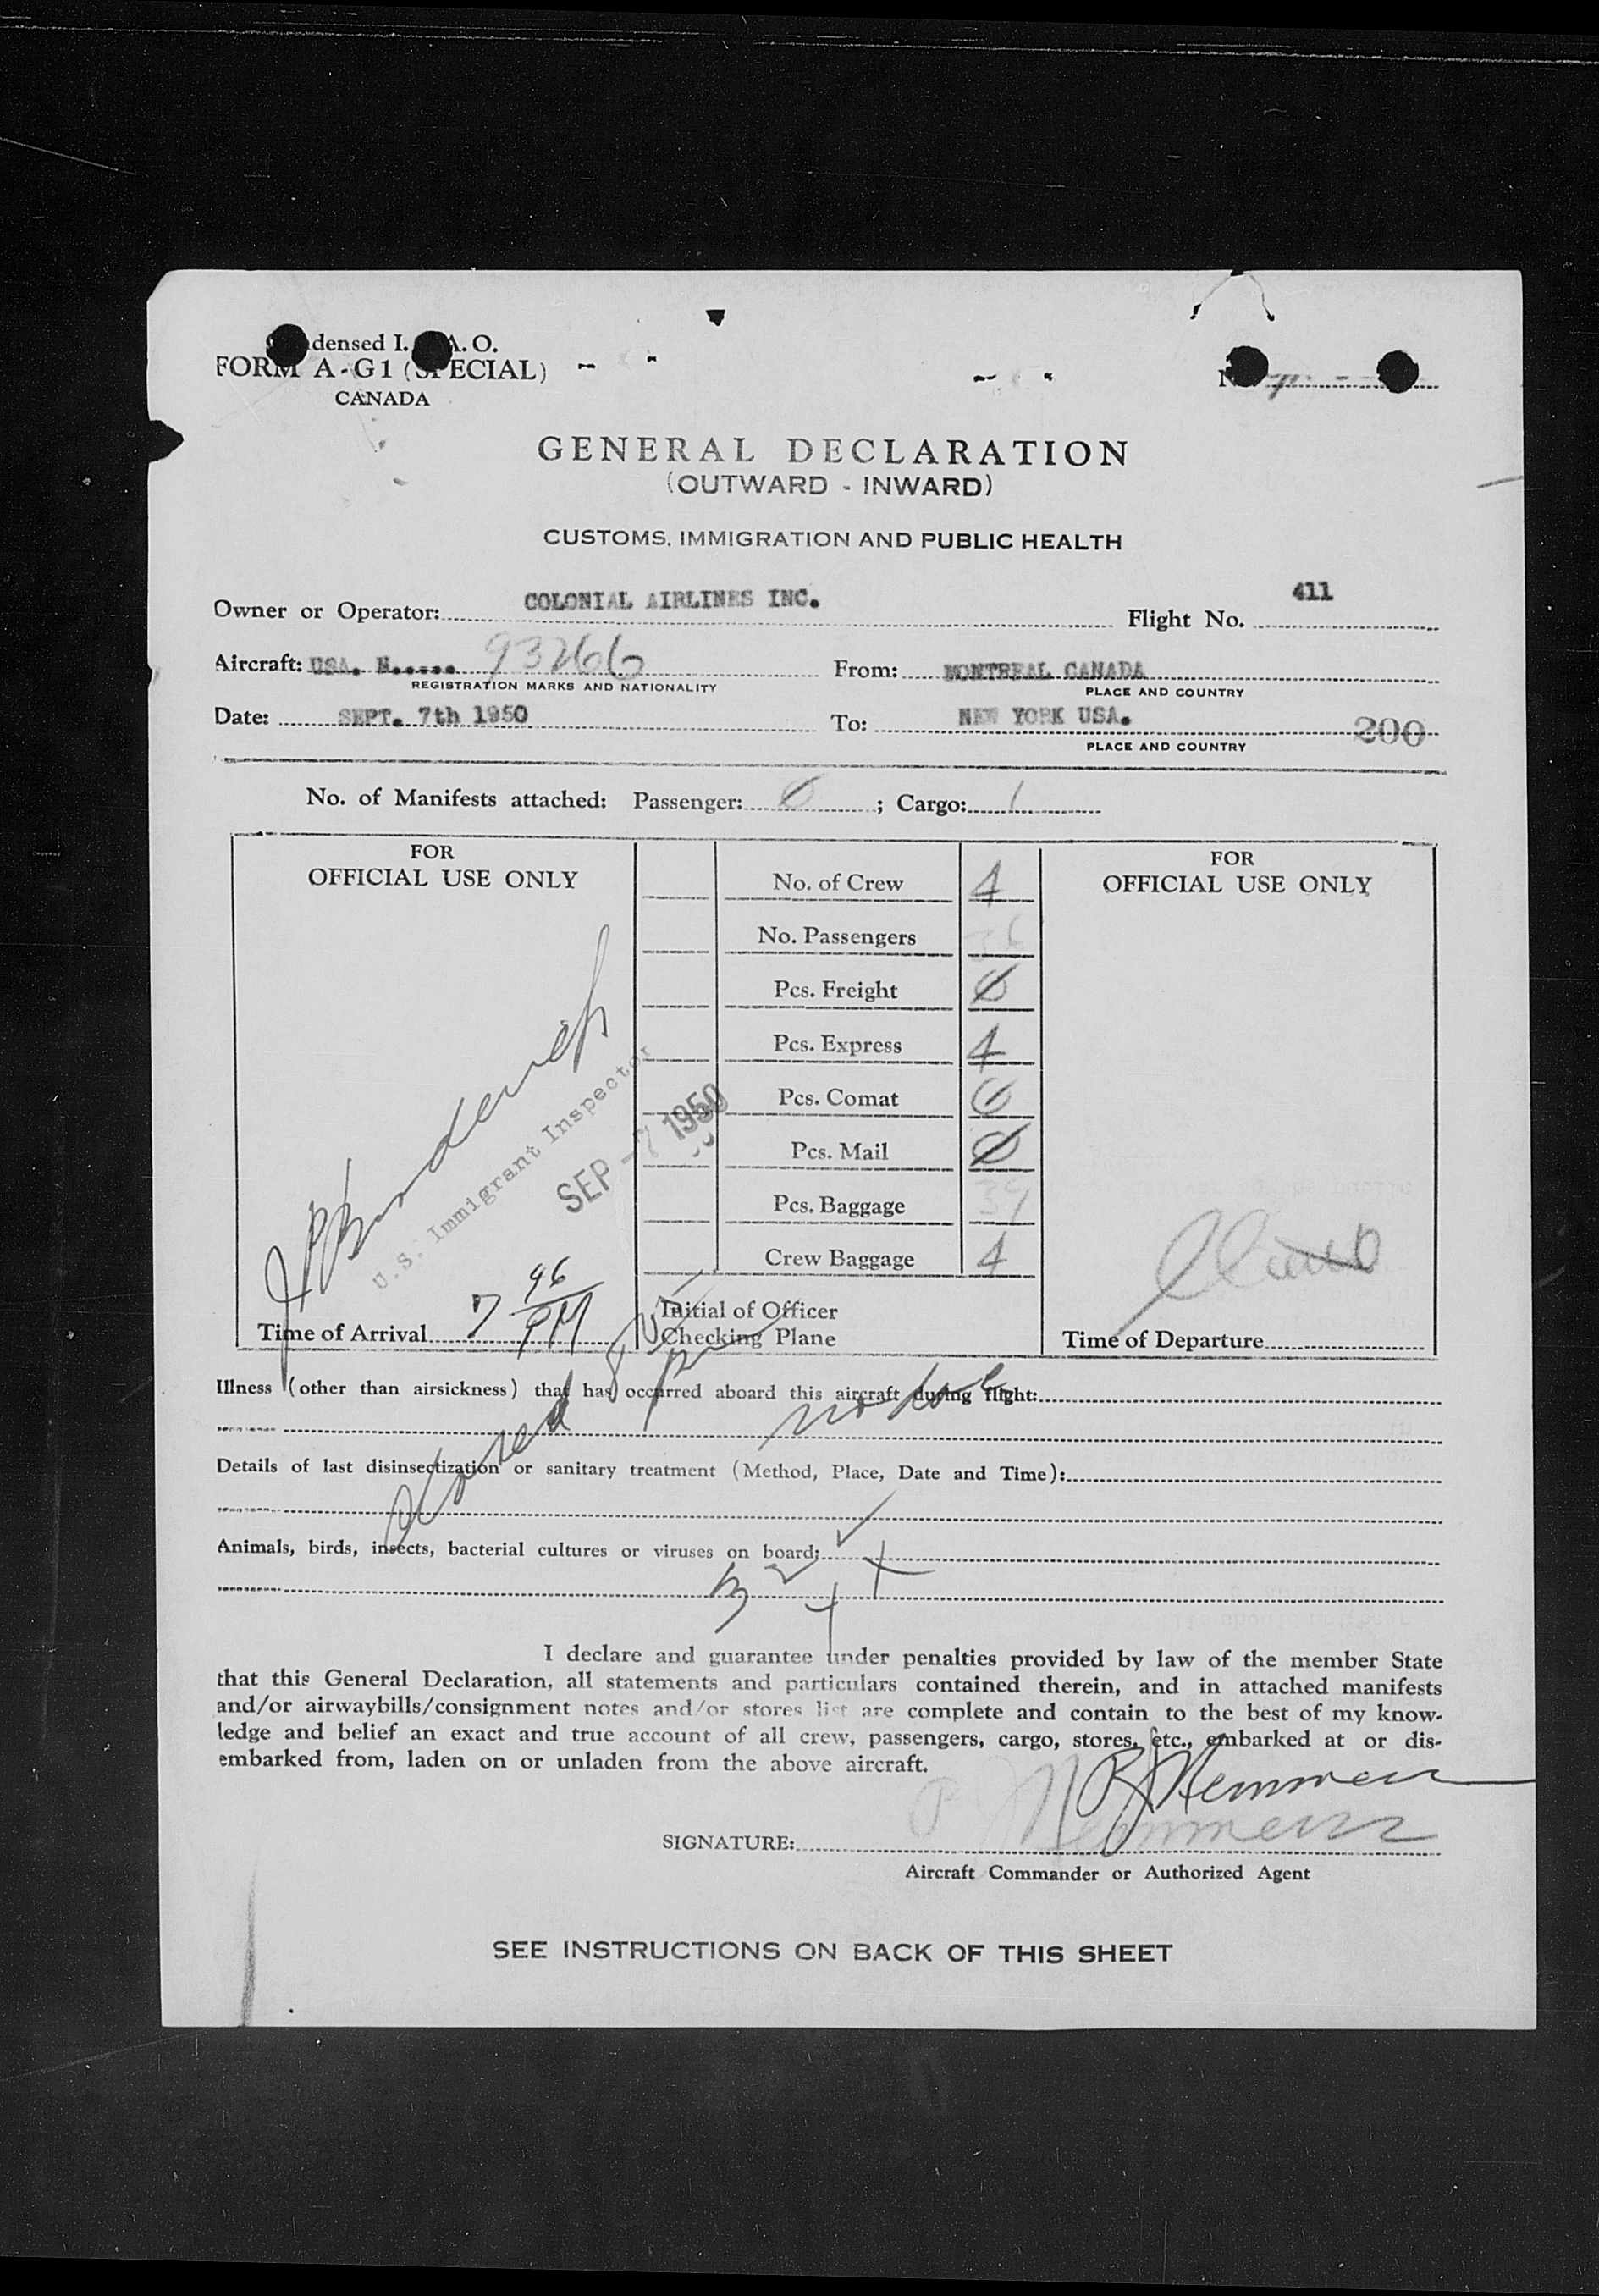 densed I. A. O.
FORM A-G1 (SPECIAL)
CANADA
GENERAL DECLARATION
(OUTWARD - INWARD)
CUSTOMS, IMMIGRATION AND PUBLIC HEALTH
Owner or Operator: COLONIAL AIRLINES INC. Flight No. 411
Aircraft: USA. N..... 93266 From: MONTREAL CANADA
REGISTRATION MARKS AND NATIONALITY PLACE AND COUNTRY
Date: SEPT. 7th 1950 To: NEW YORK USA. 200
PLACE AND COUNTRY
No. of Manifests attached: Passenger: 6 ; Cargo: 1
FOR
OFFICIAL USE ONLY
No. of Crew 4
No. Passengers 36
Pcs. Freight Ø
Pcs. Express 4
Pcs. Comat
Pcs. Mail Ø
Pcs. Baggage 39
Crew Baggage 4
Initial of Officer
Checking Plane
FOR
OFFICIAL USE ONLY
U.S. Immigrant Inspector
SEP -7 1950
Time of Arrival 7 46 PM
Time of Departure
Illness (other than airsickness) that has occurred aboard this aircraft during flight:
none
Details of last disinsectization or sanitary treatment (Method, Place, Date and Time):
Animals, birds, insects, bacterial cultures or viruses on board:
I declare and guarantee under penalties provided by law of the member State
that this General Declaration, all statements and particulars contained therein, and in attached manifests
and/or airwaybills/consignment notes and/or stores list are complete and contain to the best of my know-
ledge and belief an exact and true account of all crew, passengers, cargo, stores, etc., embarked at or dis-
embarked from, laden on or unladen from the above aircraft.
SIGNATURE:
Aircraft Commander or Authorized Agent
SEE INSTRUCTIONS ON BACK OF THIS SHEET